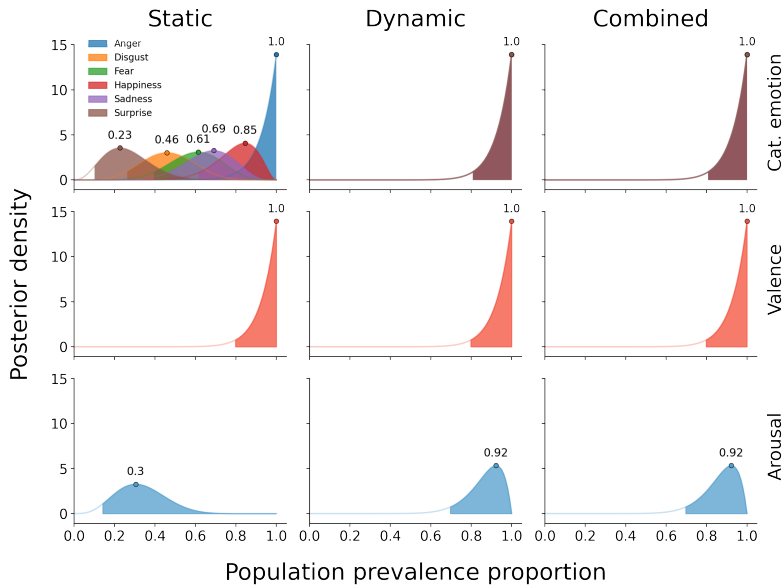 Static Dynamic Combined
1.0 1.0 1.0
15
Anger
Disgust
Fear
Happiness
Sadness
Surprise
10
5
0
0.23 0.46 0.61 0.69 0.85
Cat. emotion
1.0 1.0 1.0
15
10
5
0
Valence
Posterior density
15
10
5
0
0.3 0.92 0.92
Arousal
0.0 0.2 0.4 0.6 0.8 1.0 0.0 0.2 0.4 0.6 0.8 1.0 0.0 0.2 0.4 0.6 0.8 1.0
Population prevalence proportion